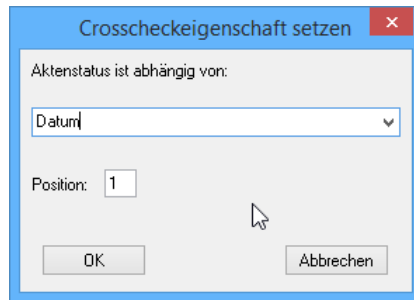 Crosscheckeigenschaft setzen
Aktenstatus ist abhängig von:
Datum
Position: 1
OK Abbrechen